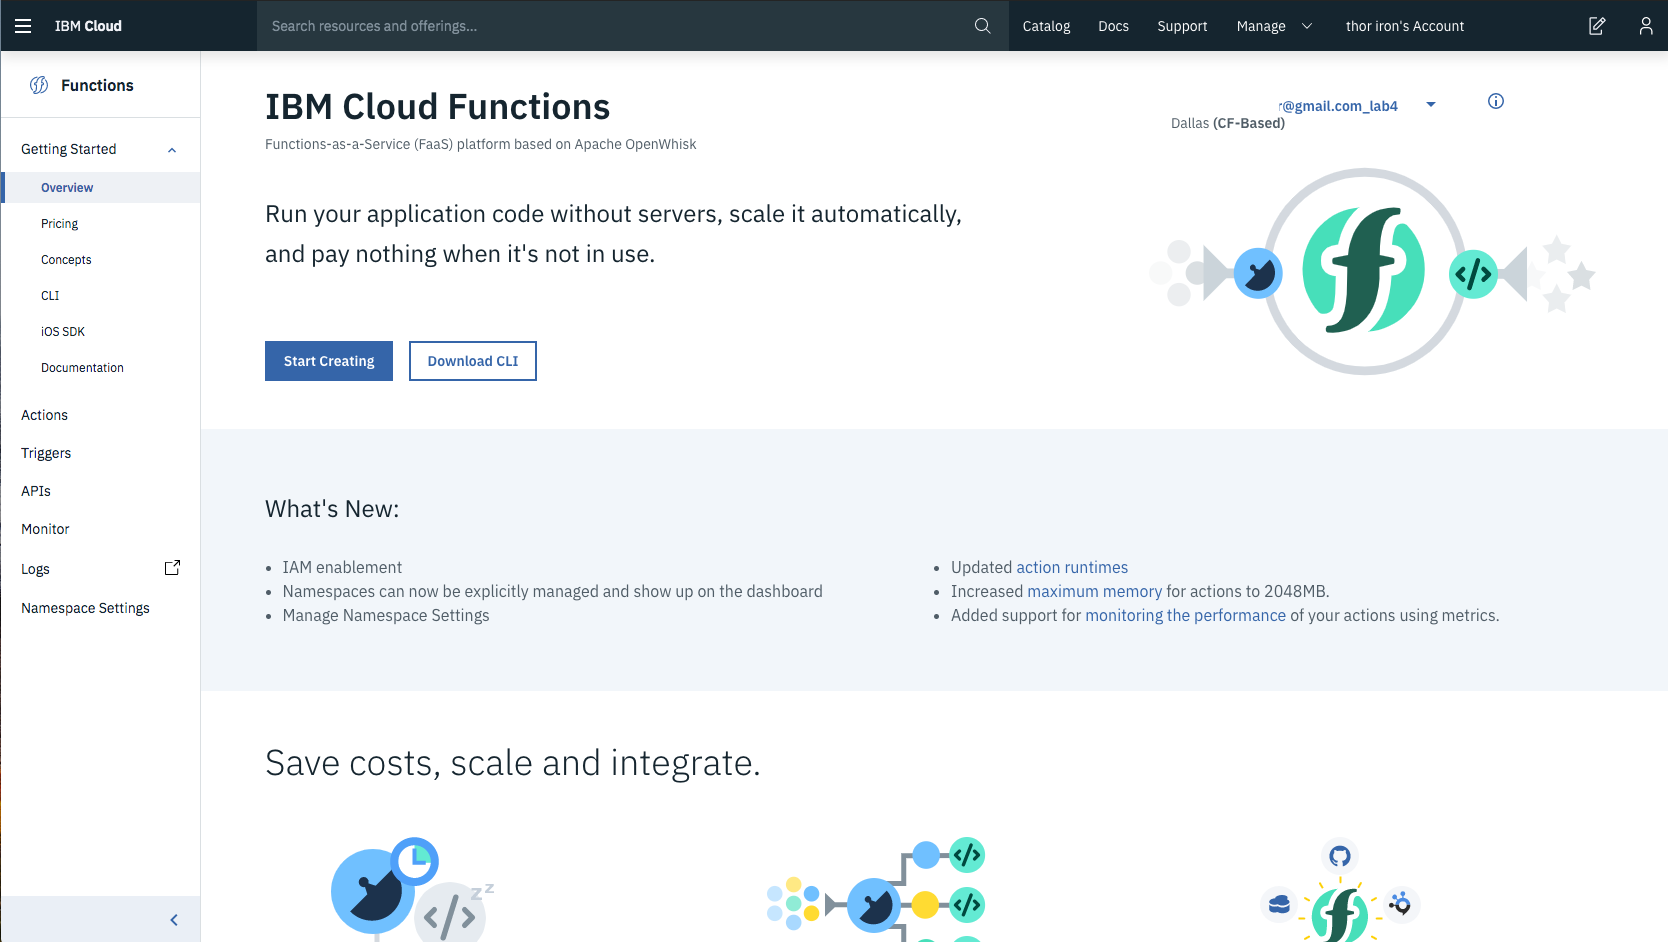 IBM Cloud
Search resources and offerings...
Catalog
Docs
Support
Manage
thor iron's Account
Functions
Getting Started
Overview
Pricing
Concepts
CLI
iOS SDK
Documentation
Actions
Triggers
APIs
Monitor
Logs
Namespace Settings
IBM Cloud Functions
Functions-as-a-Service (FaaS) platform based on Apache OpenWhisk
r@gmail.com_lab4
Dallas (CF-Based)
Run your application code without servers, scale it automatically,
and pay nothing when it's not in use.
Start Creating
Download CLI
What's New:
IAM enablement
Namespaces can now be explicitly managed and show up on the dashboard
Manage Namespace Settings
Updated action runtimes
Increased maximum memory for actions to 2048MB.
Added support for monitoring the performance of your actions using metrics.
Save costs, scale and integrate.
z z